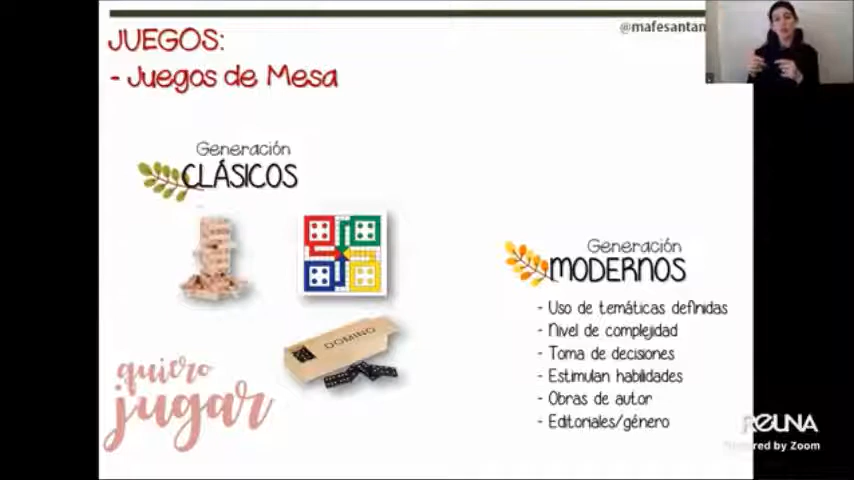 @mafesantan
JUEGOS:
- Juegos de Mesa
Generación
CLÁSICOS
DOMINO
quiero
jugar
Generación
MODERNOS
- Uso de temáticas definidas
- Nivel de complejidad
- Toma de decisiones
- Estimulan habilidades
- Obras de autor
- Editoriales/género
REUNA
Powered by Zoom